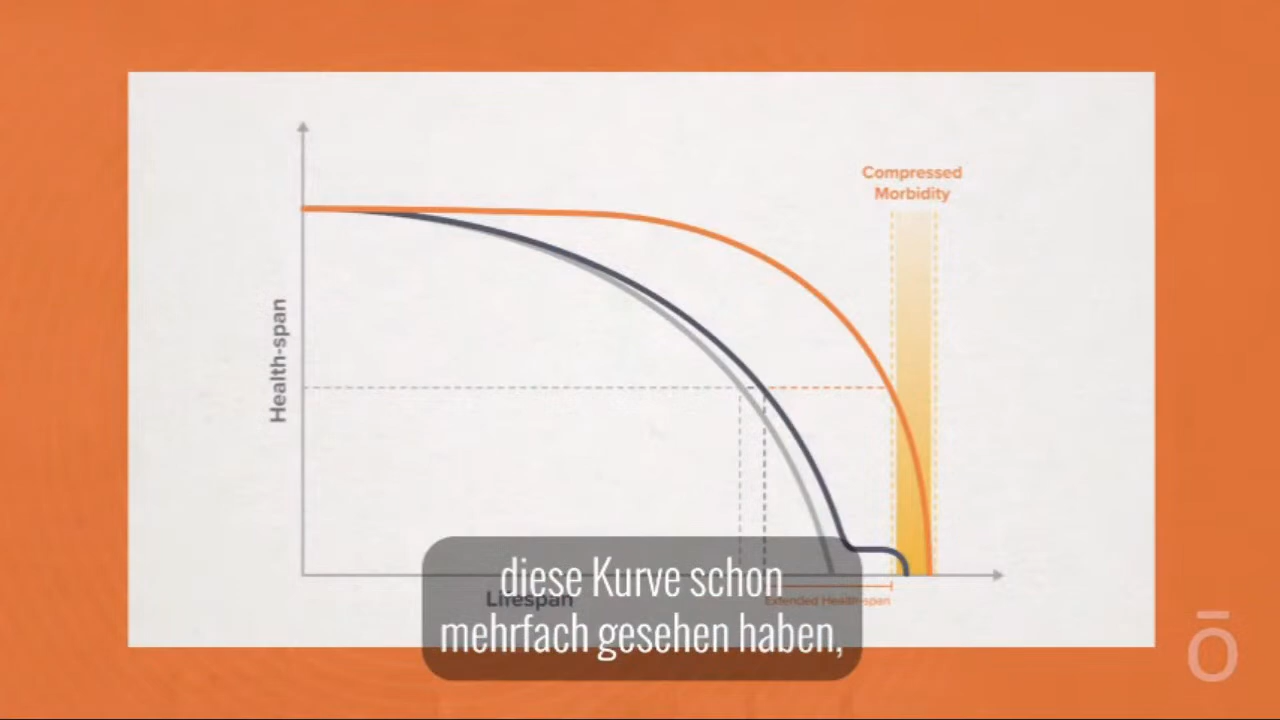 Compressed
Morbidity
Health-span
Lifespan
Extended Health-span
diese Kurve schon
mehrfach gesehen haben,
Ō